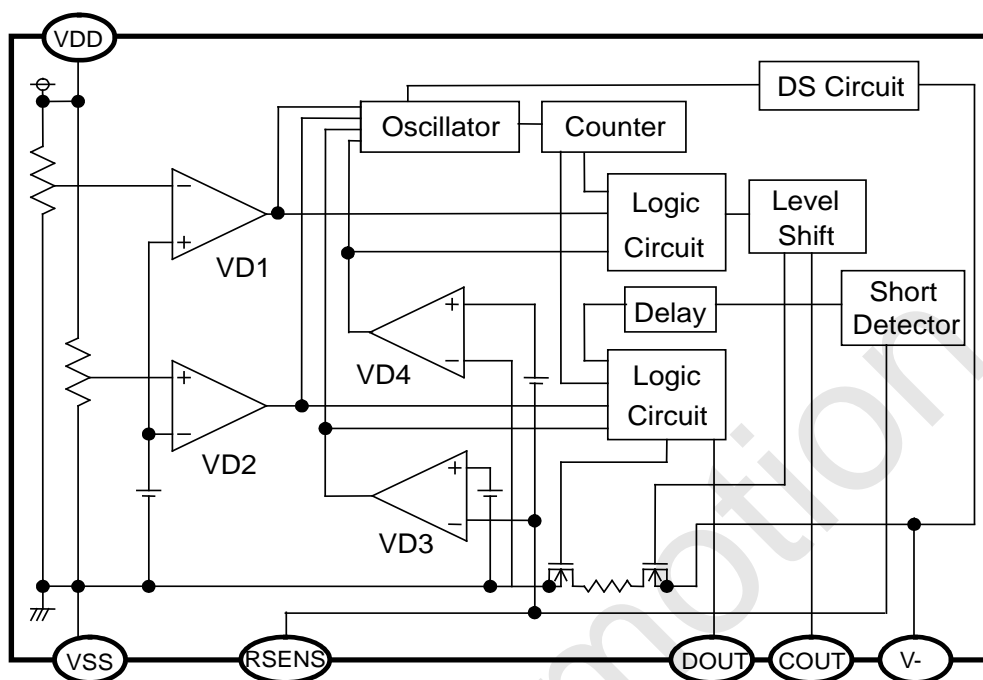 VDD
DS Circuit
Oscillator
Counter
Logic
Circuit
Level
Shift
VD1
Delay
Short
Detector
VD4
Logic
Circuit
VD2
VD3
VSS
RSENS
DOUT
COUT
V-
motion